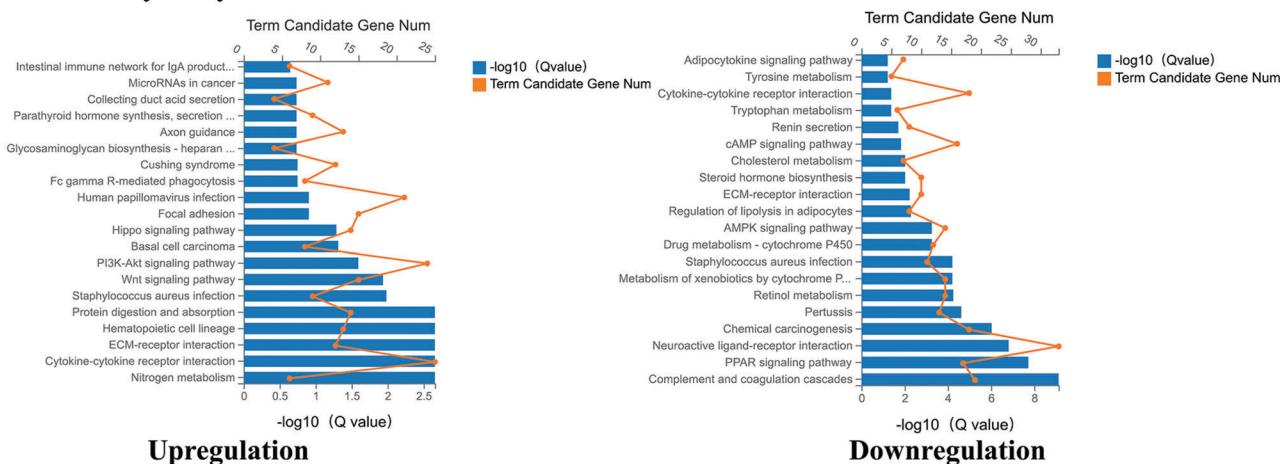 Term Candidate Gene Num
0 5 10 15 20 25
-log10（Qvalue）
Term Candidate Gene Num
Intestinal immune network for IgA product...
MicroRNAs in cancer
Collecting duct acid secretion
Parathyroid hormone synthesis, secretion ...
Axon guidance
Glycosaminoglycan biosynthesis - heparan ...
Cushing syndrome
Fc gamma R-mediated phagocytosis
Human papillomavirus infection
Focal adhesion
Hippo signaling pathway
Basal cell carcinoma
PI3K-Akt signaling pathway
Wnt signaling pathway
Staphylococcus aureus infection
Protein digestion and absorption
Hematopoietic cell lineage
ECM-receptor interaction
Cytokine-cytokine receptor interaction
Nitrogen metabolism
0 0.5 1 1.5 2 2.5
-log10（Q value）
Upregulation
Term Candidate Gene Num
0 5 10 15 20 25 30
-log10（Qvalue）
Term Candidate Gene Num
Adipocytokine signaling pathway
Tyrosine metabolism
Cytokine-cytokine receptor interaction
Tryptophan metabolism
Renin secretion
cAMP signaling pathway
Cholesterol metabolism
Steroid hormone biosynthesis
ECM-receptor interaction
Regulation of lipolysis in adipocytes
AMPK signaling pathway
Drug metabolism - cytochrome P450
Staphylococcus aureus infection
Metabolism of xenobiotics by cytochrome P...
Retinol metabolism
Pertussis
Chemical carcinogenesis
Neuroactive ligand-receptor interaction
PPAR signaling pathway
Complement and coagulation cascades
0 2 4 6 8
-log10（Q value）
Downregulation